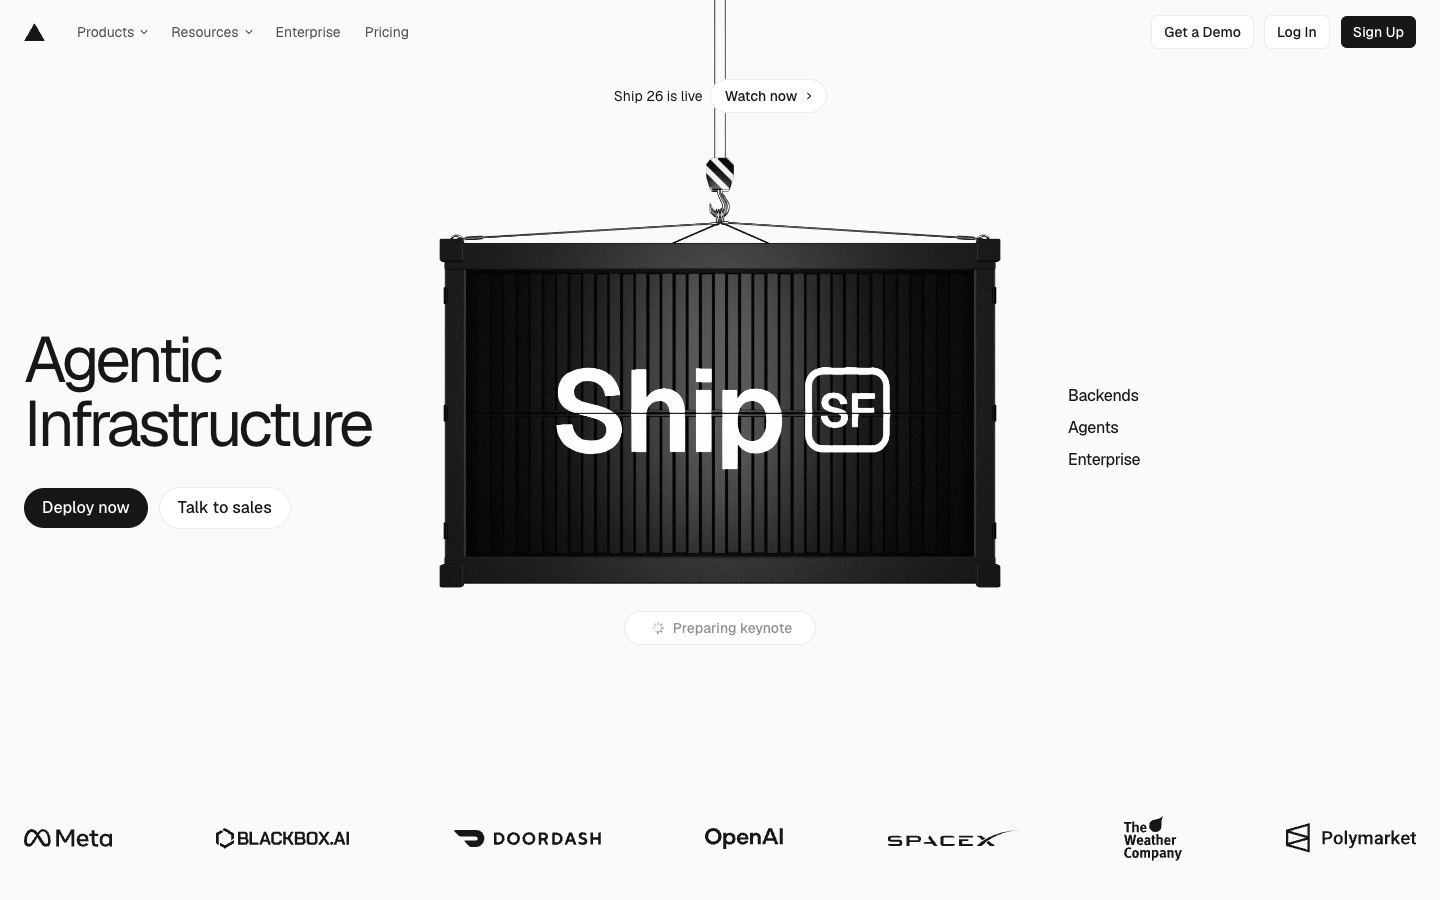 Products
Resources
Enterprise
Pricing
Get a Demo
Log In
Sign Up
Ship 26 is live
Watch now
Agentic
Infrastructure
Deploy now
Talk to sales
Ship SF
Backends
Agents
Enterprise
Preparing keynote
Meta
BLACKBOX.AI
DOORDASH
OpenAI
SPACEX
The
Weather
Company
Polymarket